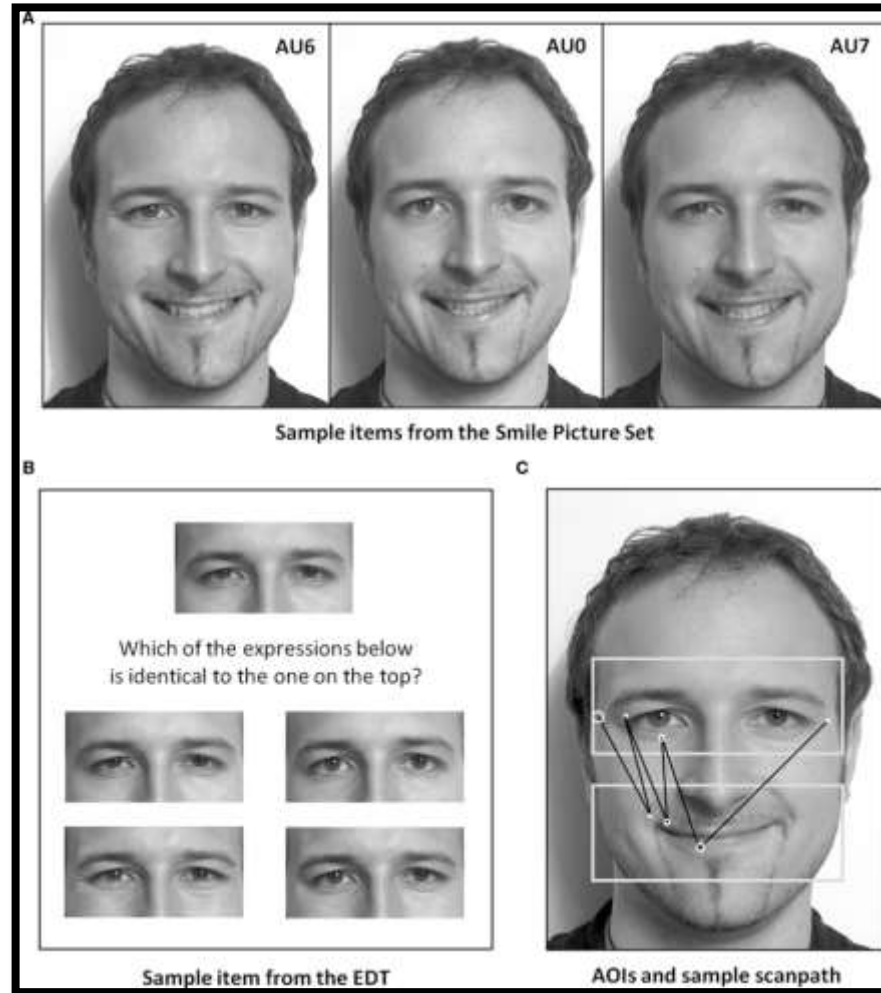 A
AU6 AU0 AU7
Sample items from the Smile Picture Set
B
C
Which of the expressions below
is identical to the one on the top?
Sample item from the EDT
AOIs and sample scanpath